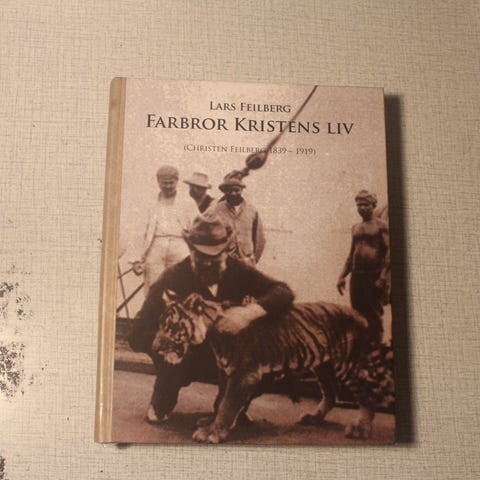 Lars Feilberg
Farbror Kristens liv
(Christen Feilberg 1839 – 1919)